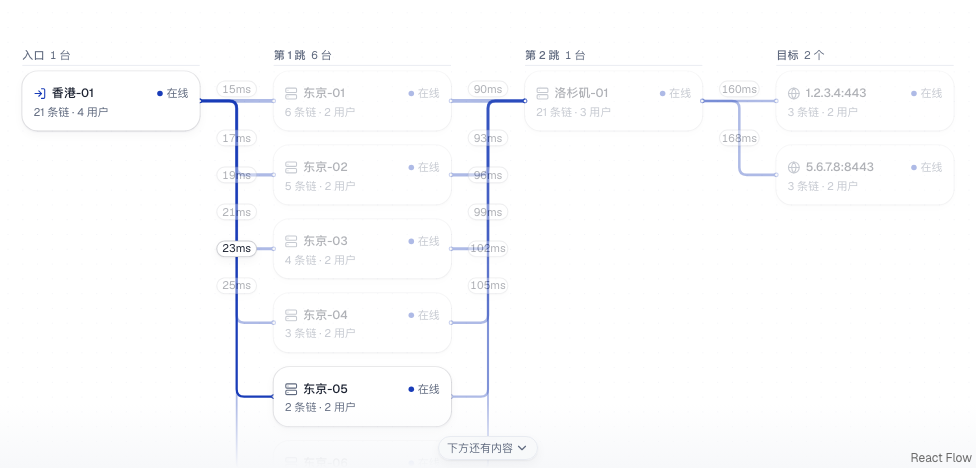 入口 1 台
香港-01
在线
21 条链 · 4 用户
15ms
17ms
19ms
21ms
23ms
25ms
第 1 跳 6 台
东京-01
在线
6 条链 · 2 用户
东京-02
在线
5 条链 · 2 用户
东京-03
在线
4 条链 · 2 用户
东京-04
在线
3 条链 · 2 用户
东京-05
在线
2 条链 · 2 用户
90ms
93ms
96ms
99ms
102ms
105ms
第 2 跳 1 台
洛杉矶-01
在线
21 条链 · 3 用户
160ms
168ms
目标 2 个
1.2.3.4:443
在线
3 条链 · 2 用户
5.6.7.8:8443
在线
3 条链 · 2 用户
下方还有内容
React Flow